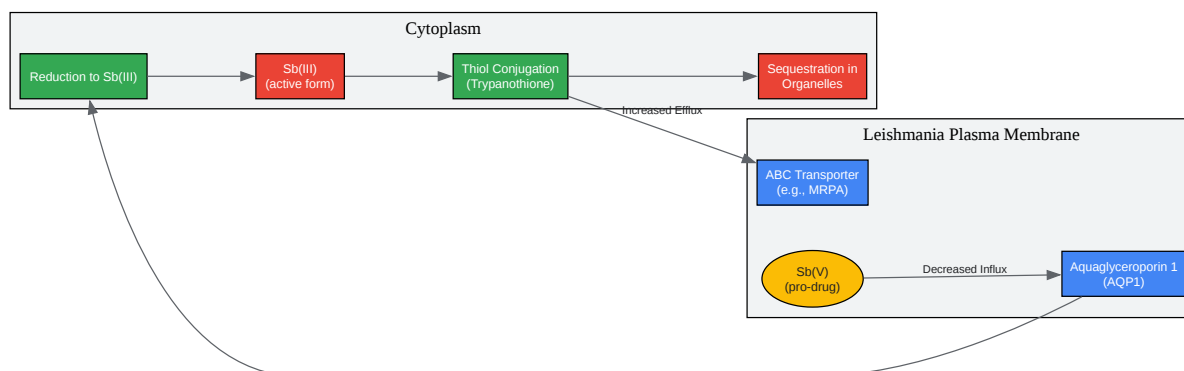 Cytoplasm
Reduction to Sb(III)
Sb(III)
(active form)
Thiol Conjugation
(Trypanothione)
Sequestration in
Organelles
Increased Efflux
Leishmania Plasma Membrane
ABC Transporter
(e.g., MRPA)
Sb(V)
(pro-drug)
Decreased Influx
Aquaglyceroporin 1
(AQP1)